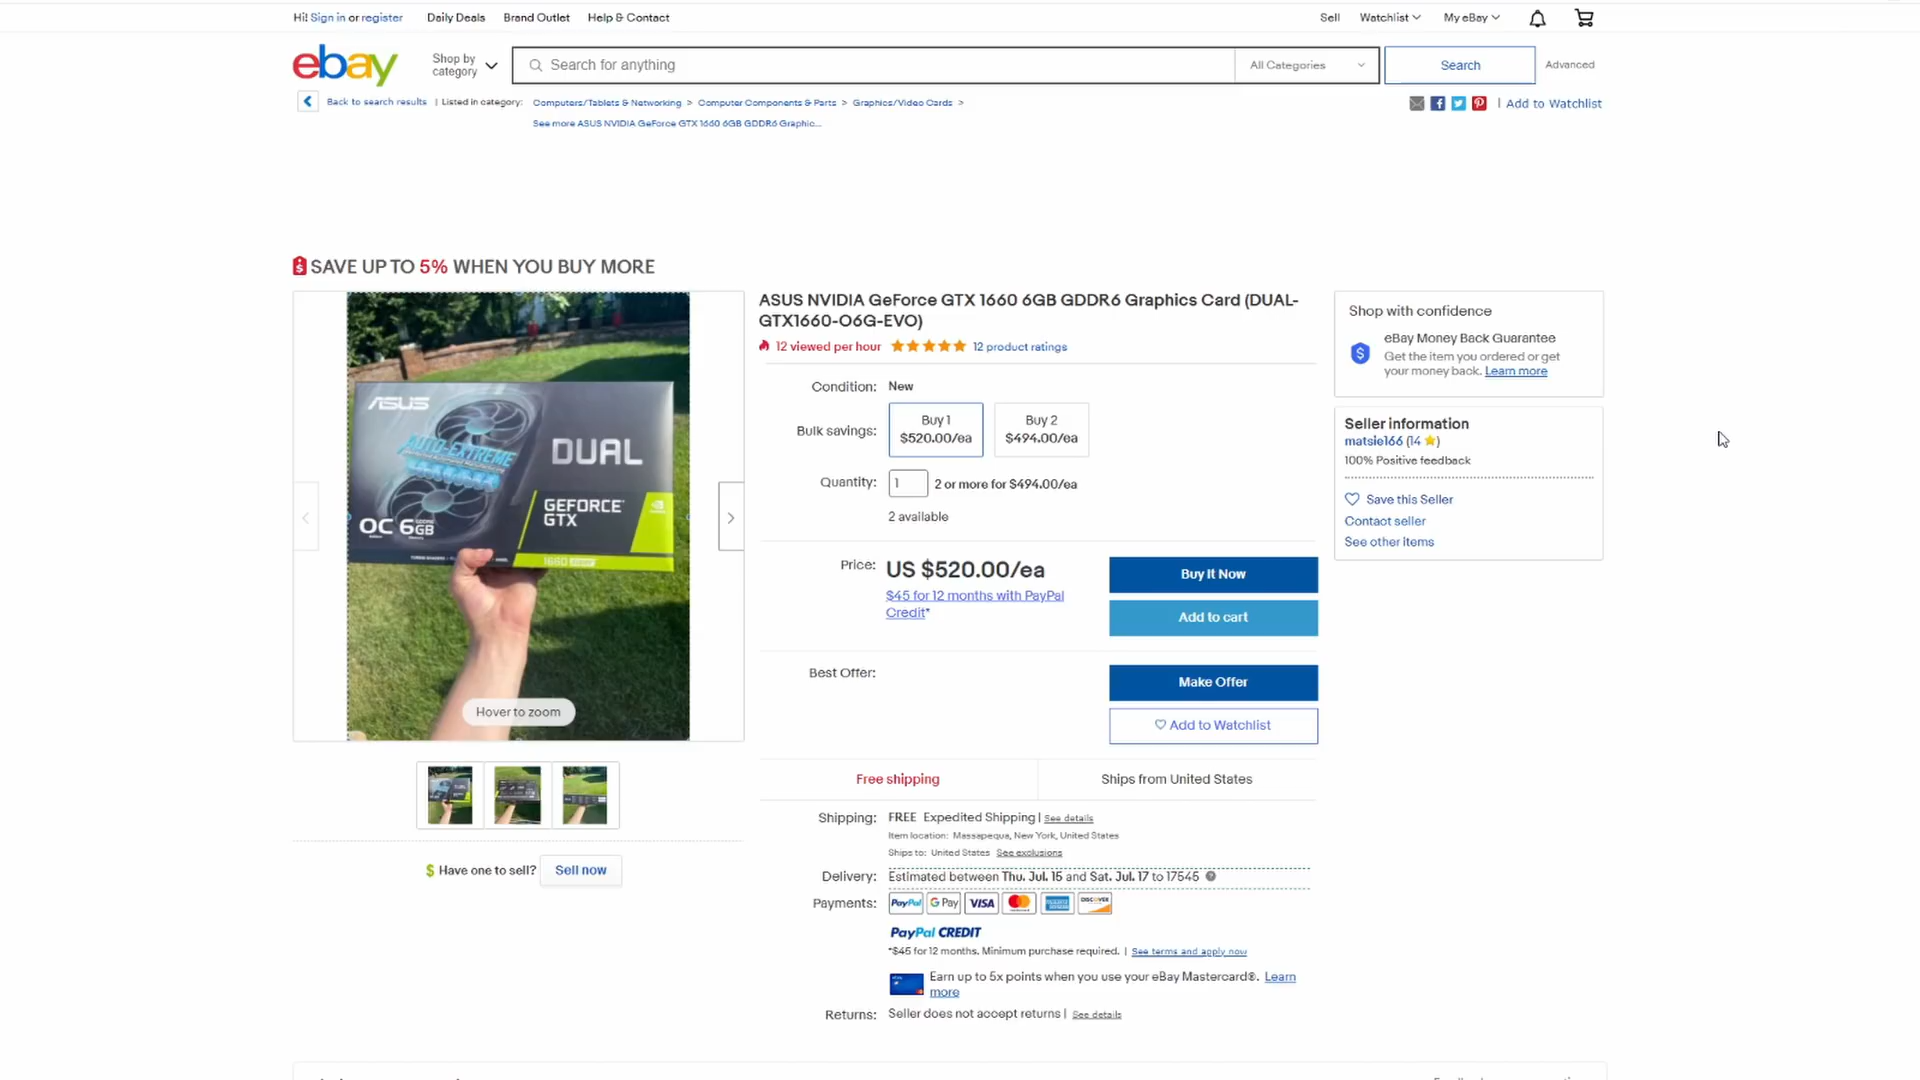 Hi! Sign in or register
Daily Deals
Brand Outlet
Help & Contact
Sell
Watchlist
My eBay
ebay
Shop by
category
Search for anything
All Categories
Search
Advanced
Back to search results | Listed in category: Computers/Tablets & Networking > Computer Components & Parts > Graphics/Video Cards >
See more ASUS NVIDIA GeForce GTX 1660 6GB GDDR6 Graphic...
| Add to Watchlist
SAVE UP TO 5% WHEN YOU BUY MORE
ASUS
AUTO-EXTREME
DUAL
GEFORCE
GTX
OC 6GB
1660
Hover to zoom
Have one to sell? Sell now
ASUS NVIDIA GeForce GTX 1660 6GB GDDR6 Graphics Card (DUAL-
GTX1660-O6G-EVO)
12 viewed per hour
12 product ratings
Condition: New
Bulk savings:
Buy 1
$520.00/ea
Buy 2
$494.00/ea
Quantity: 1 2 or more for $494.00/ea
2 available
Price: US $520.00/ea
$45 for 12 months with PayPal
Credit*
Buy It Now
Add to cart
Best Offer:
Make Offer
Add to Watchlist
Free shipping
Ships from United States
Shipping: FREE Expedited Shipping | See details
Item location: Massapequa, New York, United States
Ships to: United States See exclusions
Delivery: Estimated between Thu. Jul. 15 and Sat. Jul. 17 to 17545
Payments: PayPal G Pay VISA DISCOVER
PayPal CREDIT
*$45 for 12 months. Minimum purchase required. | See terms and apply now
Earn up to 5x points when you use your eBay Mastercard®. Learn
more
Returns: Seller does not accept returns | See details
Shop with confidence
eBay Money Back Guarantee
Get the item you ordered or get
your money back. Learn more
Seller information
matsie166 (14)
100% Positive feedback
Save this Seller
Contact seller
See other items